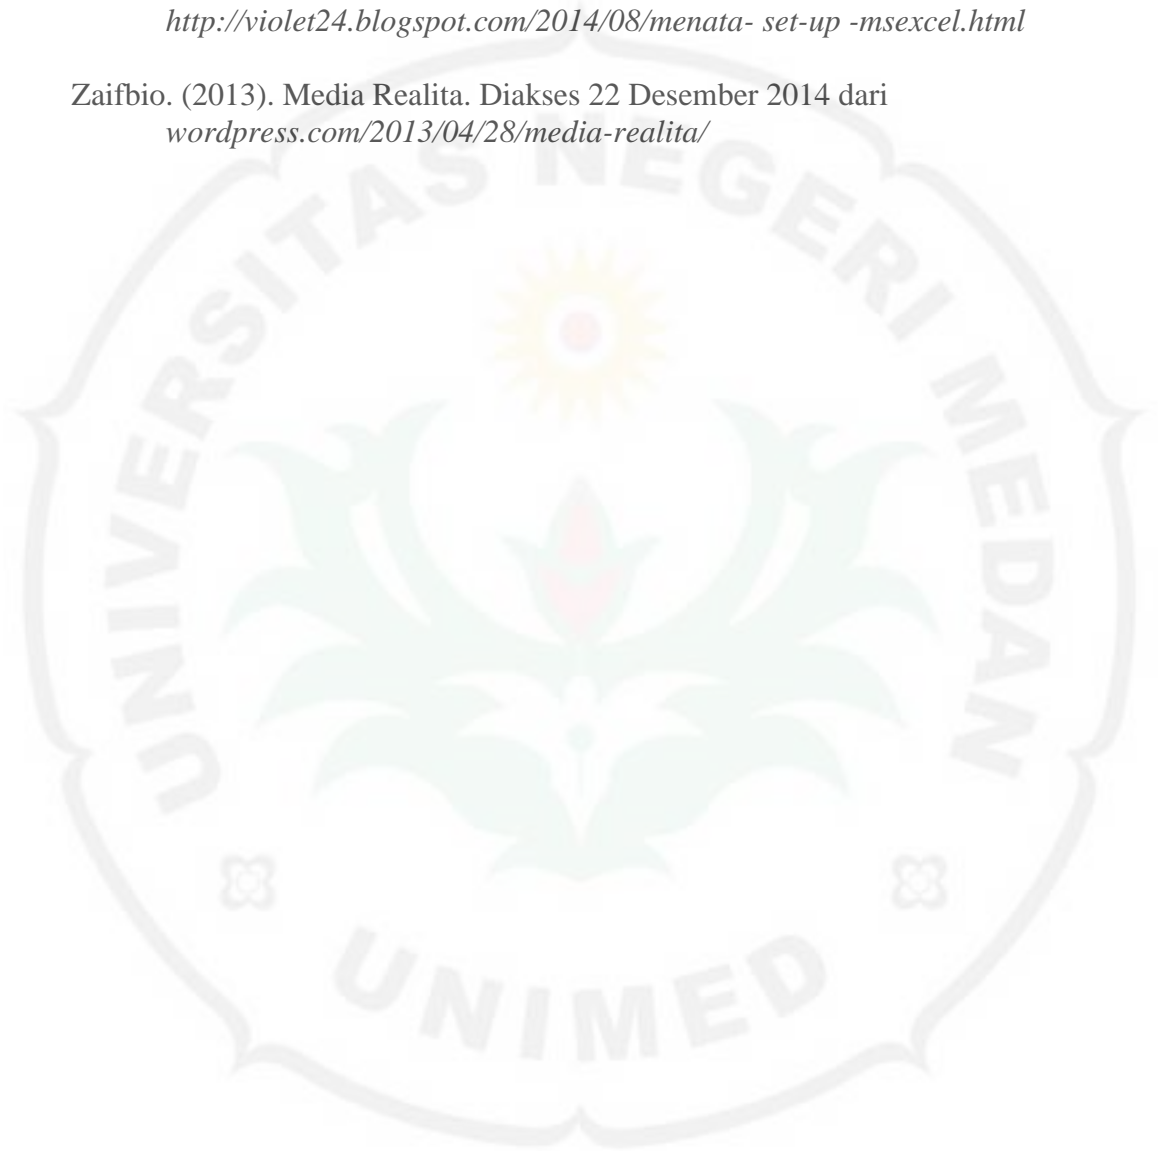 http://violet24.blogspot.com/2014/08/menata- set-up -msexcel.html
Zaifbio. (2013). Media Realita. Diakses 22 Desember 2014 dari
wordpress.com/2013/04/28/media-realita/
UNIVERSITAS NEGERI MEDAN
UNIMED